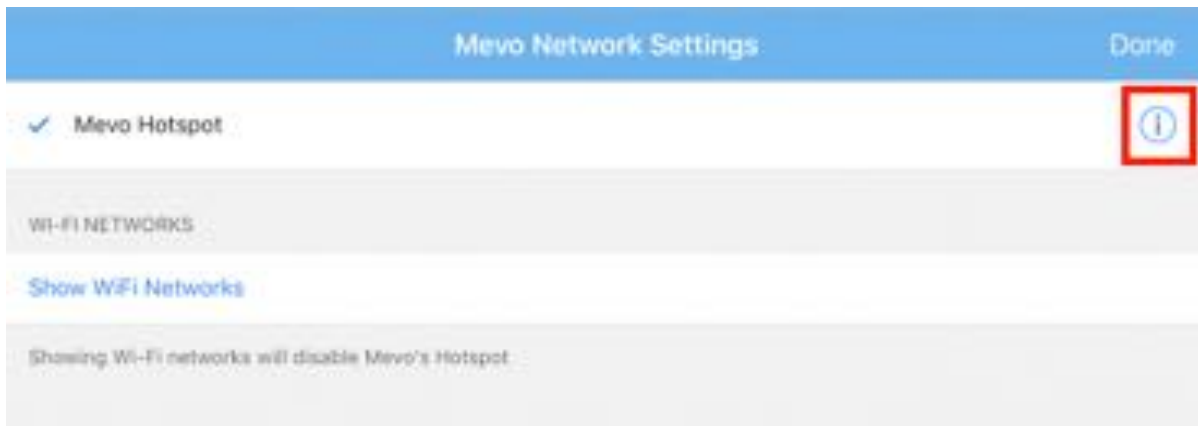 Mevo Network Settings
Done
Mevo Hotspot
WI-FI NETWORKS
Show WiFi Networks
Showing Wi-Fi networks will disable Mevo's Hotspot